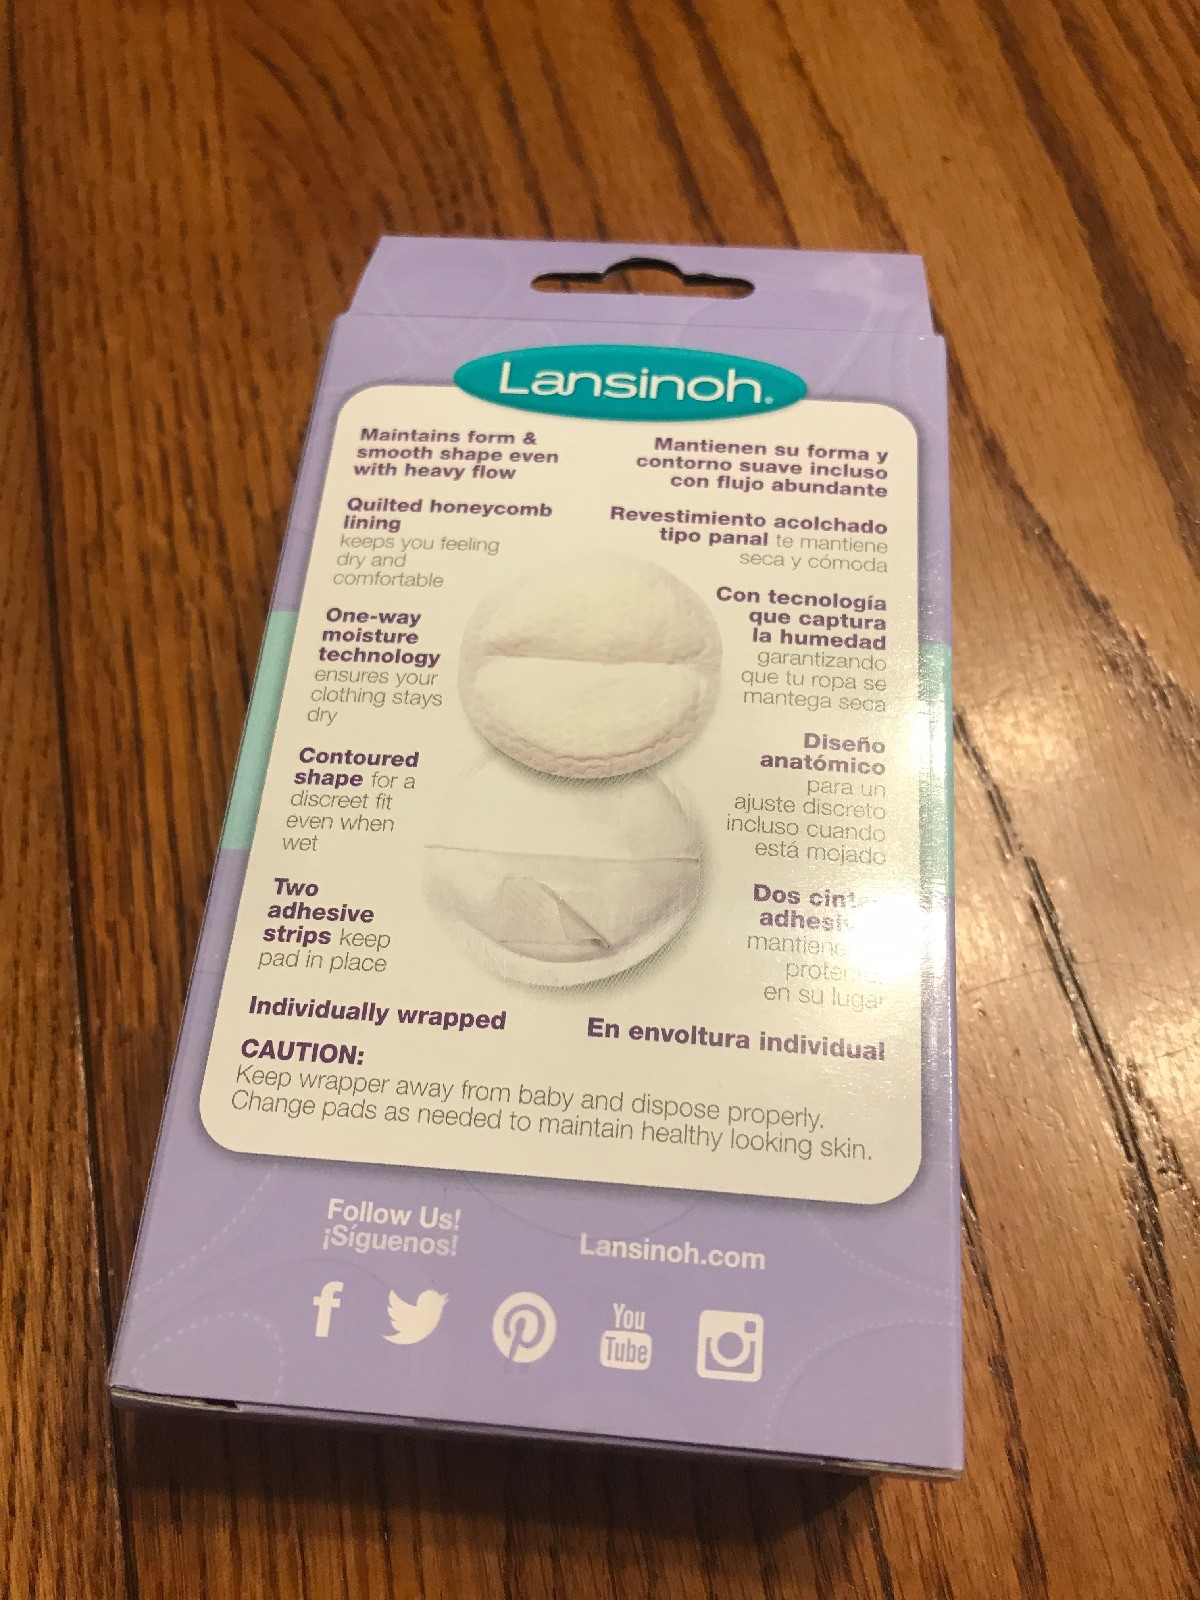 Lansinoh®
Maintains form &
smooth shape even
with heavy flow
Quilted honeycomb
lining
keeps you feeling
dry and
comfortable
One-way
moisture
technology
ensures your
clothing stays
dry
Contoured
shape for a
discreet fit
even when
wet
Two
adhesive
strips keep
pad in place
Individually wrapped
Mantienen su forma y
contorno suave incluso
con flujo abundante
Revestimiento acolchado
tipo panal te mantiene
seca y cómoda
Con tecnología
que captura
la humedad
garantizando
que tu ropa se
mantega seca
Diseño
anatómico
para un
ajuste discreto
incluso cuando
está mojado
Dos
en su lugar
En envoltura individual
CAUTION:
Keep wrapper away from baby and dispose properly.
Change pads as needed to maintain healthy looking skin.
Follow Us!
¡Síguenos!
Lansinoh.com
You
Tube